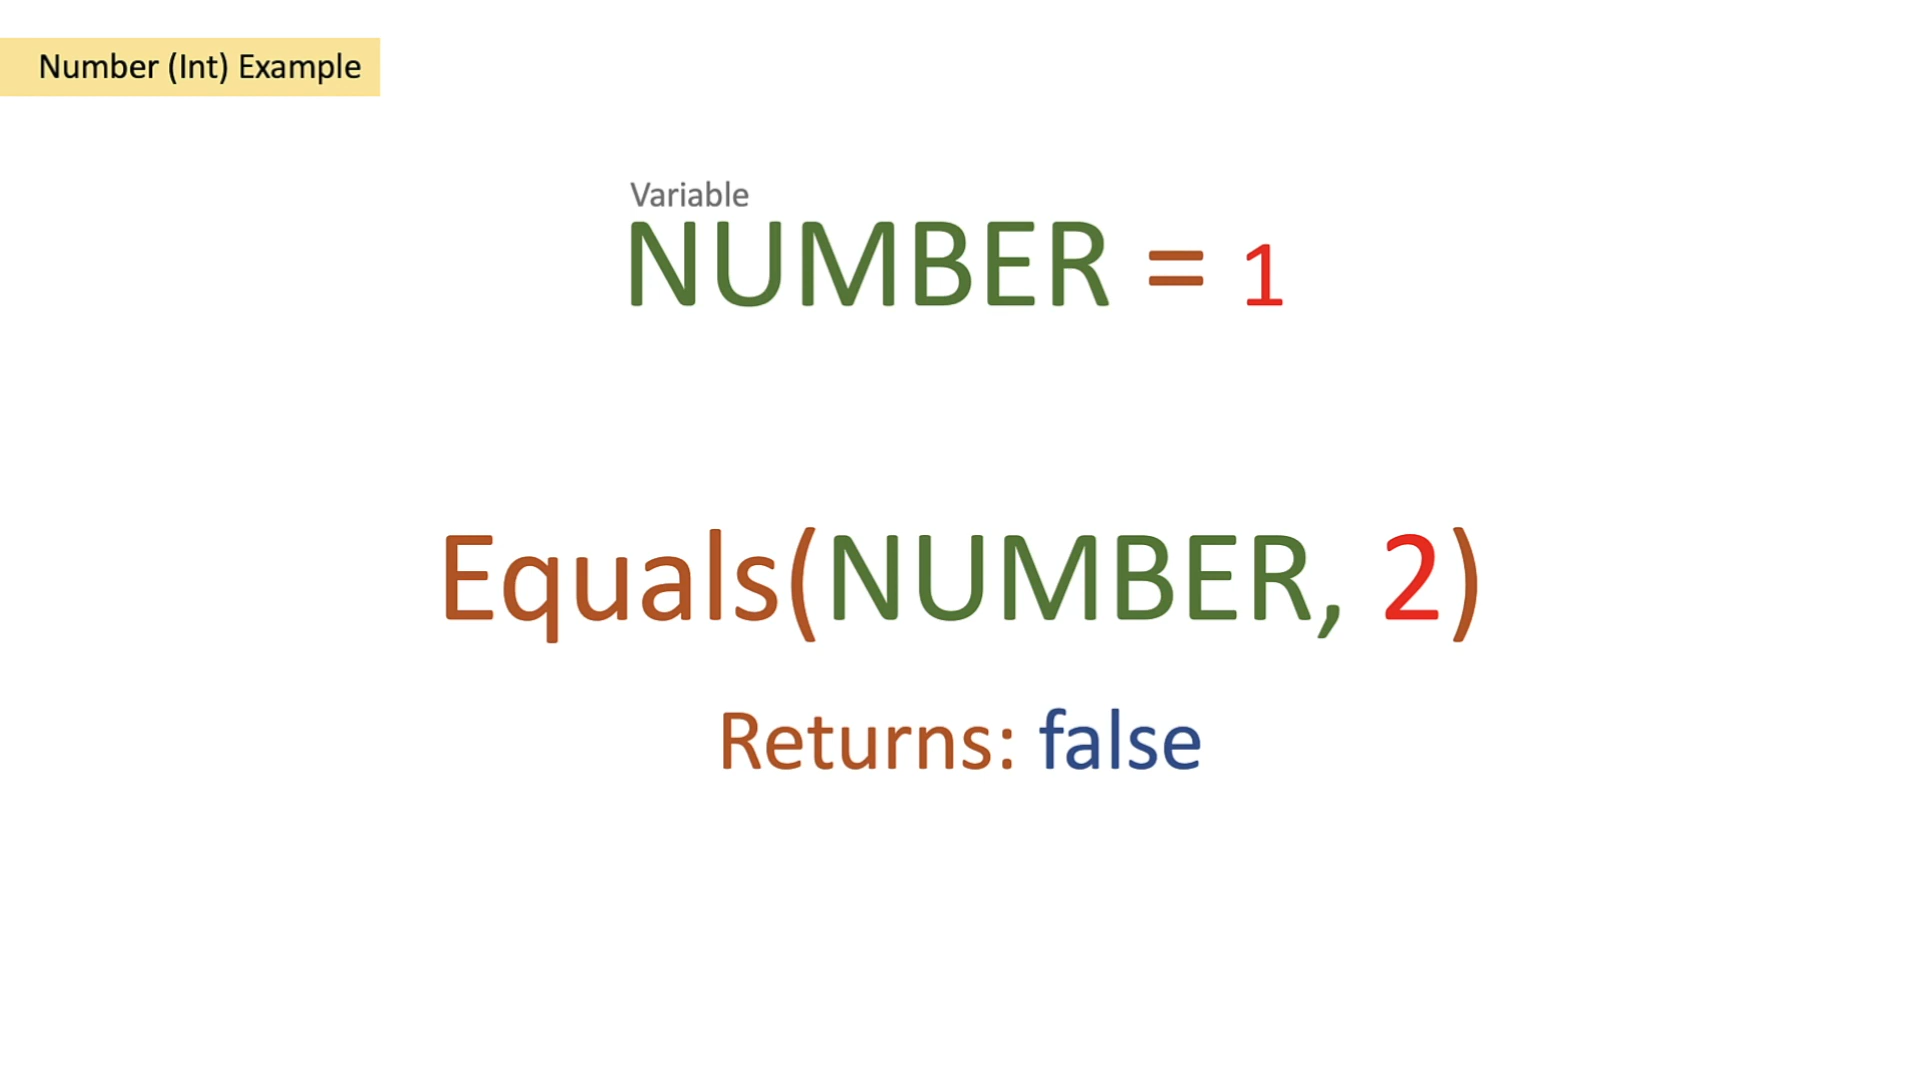 Number (Int) Example
Variable
NUMBER = 1
Equals(NUMBER, 2)
Returns: false